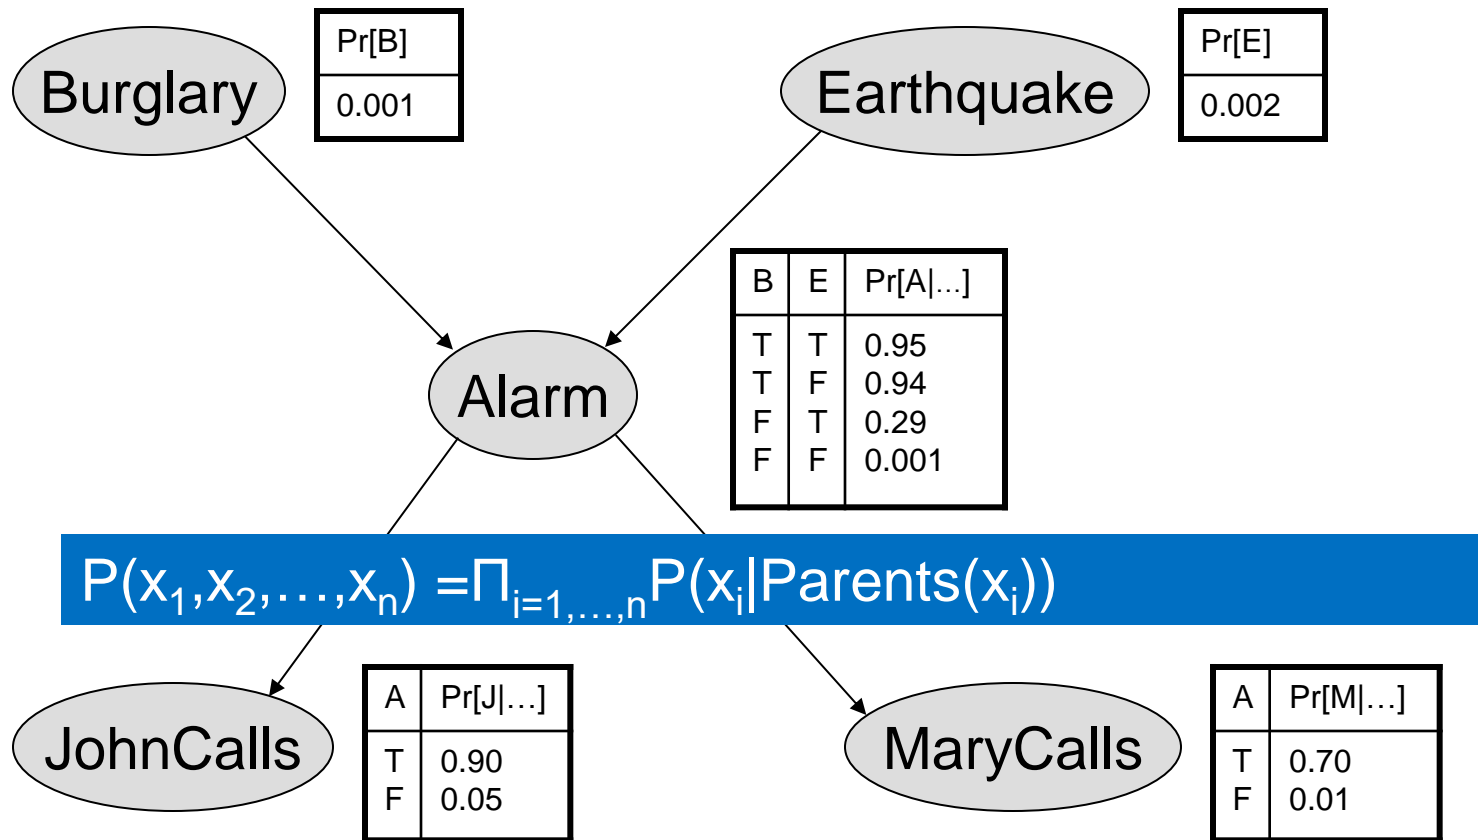 Burglary
Pr[B]
0.001
Earthquake
Pr[E]
0.002
B E Pr[A|…]
T T 0.95
T F 0.94
F T 0.29
F F 0.001
Alarm
P(x₁,x₂,…,xₙ) =Πᵢ₌₁,…,ₙP(xᵢ|Parents(xᵢ))
JohnCalls
A Pr[J|…]
T 0.90
F 0.05
MaryCalls
A Pr[M|…]
T 0.70
F 0.01